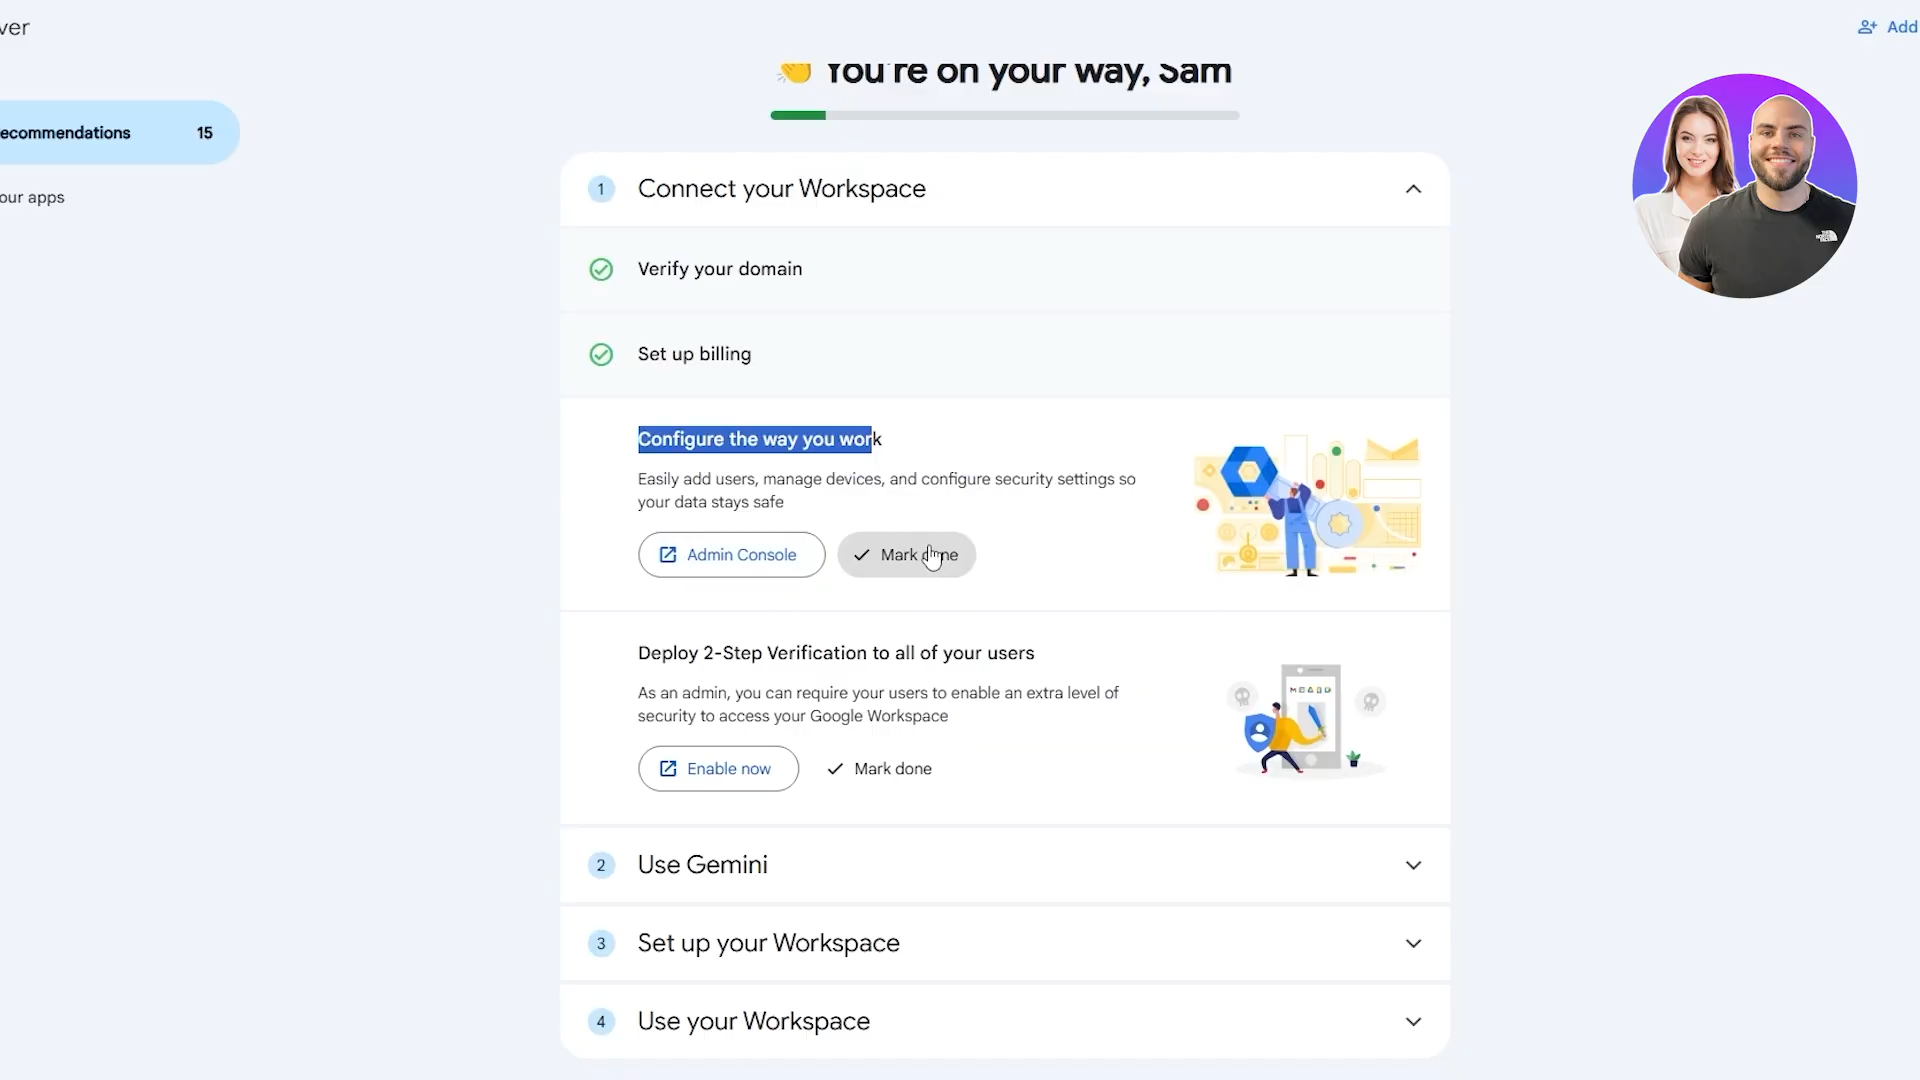 ver
Add
You're on your way, Sam
ecommendations 15
our apps
1 Connect your Workspace
Verify your domain
Set up billing
Configure the way you work
Easily add users, manage devices, and configure security settings so
your data stays safe
Admin Console
Mark done
Deploy 2-Step Verification to all of your users
As an admin, you can require your users to enable an extra level of
security to access your Google Workspace
Enable now
Mark done
2 Use Gemini
3 Set up your Workspace
4 Use your Workspace